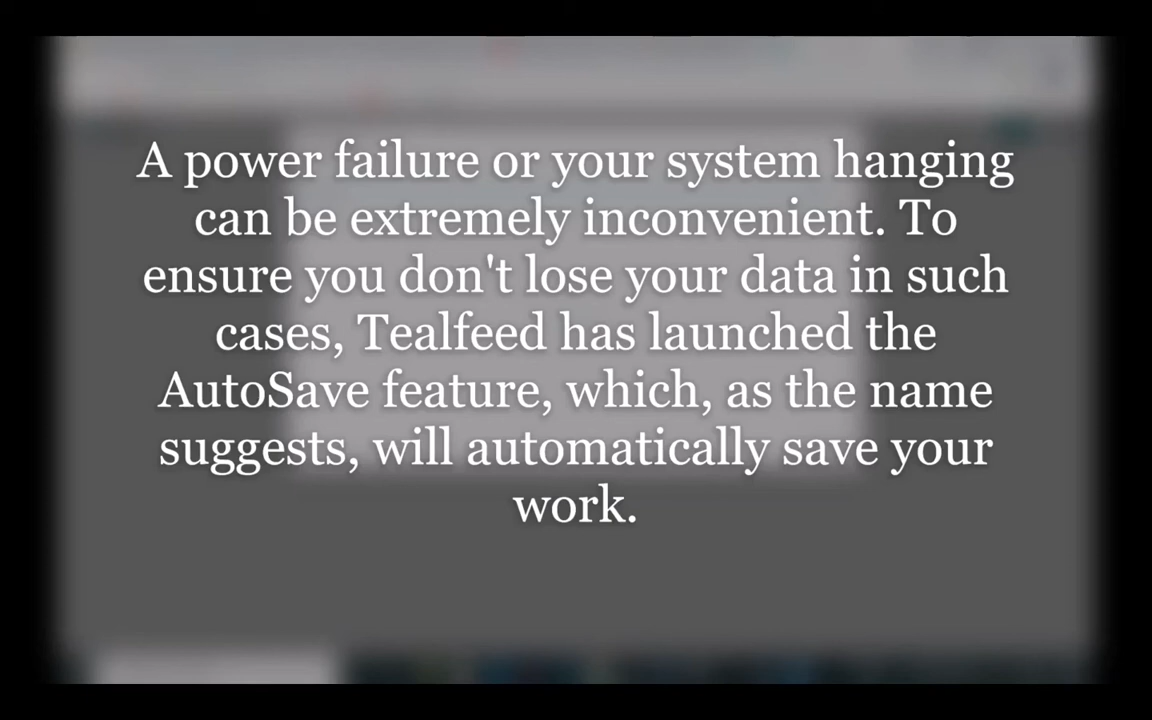 A power failure or your system hanging
can be extremely inconvenient. To
ensure you don't lose your data in such
cases, Tealfeed has launched the
AutoSave feature, which, as the name
suggests, will automatically save your
work.